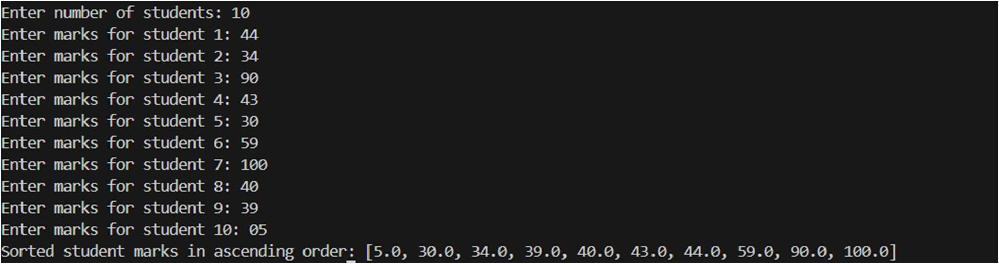 Enter number of students: 10
Enter marks for student 1: 44
Enter marks for student 2: 34
Enter marks for student 3: 90
Enter marks for student 4: 43
Enter marks for student 5: 30
Enter marks for student 6: 59
Enter marks for student 7: 100
Enter marks for student 8: 40
Enter marks for student 9: 39
Enter marks for student 10: 05
Sorted student marks in ascending order: [5.0, 30.0, 34.0, 39.0, 40.0, 43.0, 44.0, 59.0, 90.0, 100.0]